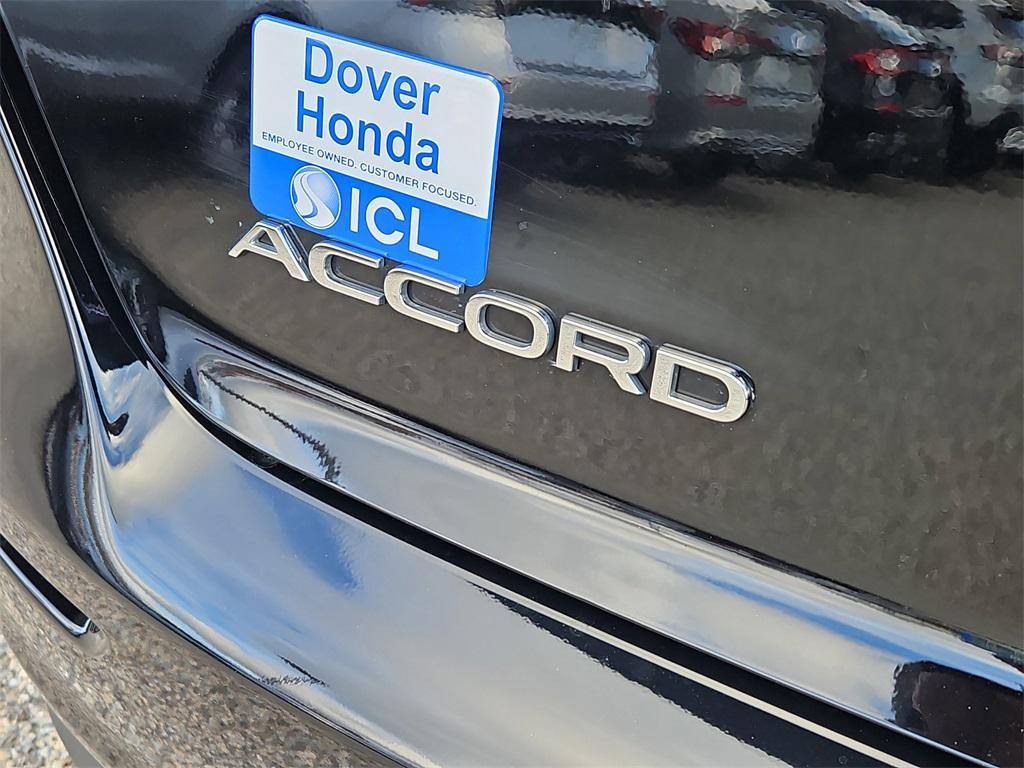 Dover
Honda
EMPLOYEE OWNED. CUSTOMER FOCUSED.
ICL
ACCORD